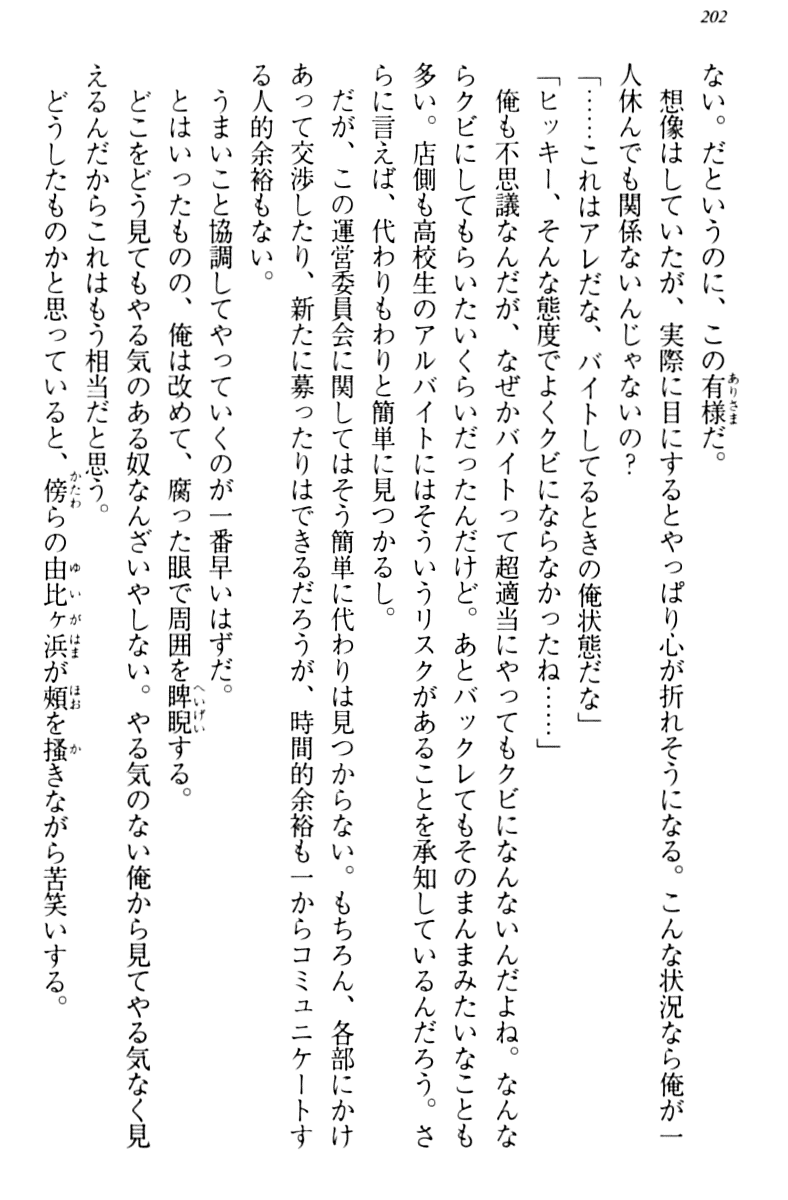 202
ない。だというのに、この有様だ。
　想像はしていたが、実際に目にするとやっぱり心が折れそうになる。こんな状況なら俺が一
人休んでも関係ないんじゃないの？
「……これはアレだな、バイトしてるときの俺状態だな」
「ヒッキー、そんな態度でよくクビにならなかったね……」
　俺も不思議なんだが、なぜかバイトって超適当にやってもクビになんないんだよね。なんな
らクビにしてもらいたいくらいだったんだけど。あとバックレてもそのまんまみたいなことも
多い。店側も高校生のアルバイトにはそういうリスクがあることを承知しているんだろう。さ
らに言えば、代わりもわりと簡単に見つかるし。
　だが、この運営委員会に関してはそう簡単に代わりは見つからない。もちろん、各部にかけ
あって交渉したり、新たに募ったりはできるだろうが、時間的余裕も一からコミュニケートす
る人的余裕もない。
　うまいこと協調してやっていくのが一番早いはずだ。
　とはいったものの、俺は改めて、腐った眼で周囲を睥睨する。
　どこをどう見てもやる気のある奴なんざいやしない。やる気のない俺から見てやる気なく見
えるんだからこれはもう相当だと思う。
　どうしたものかと思っていると、傍らの由比ヶ浜が頰を搔きながら苦笑いする。